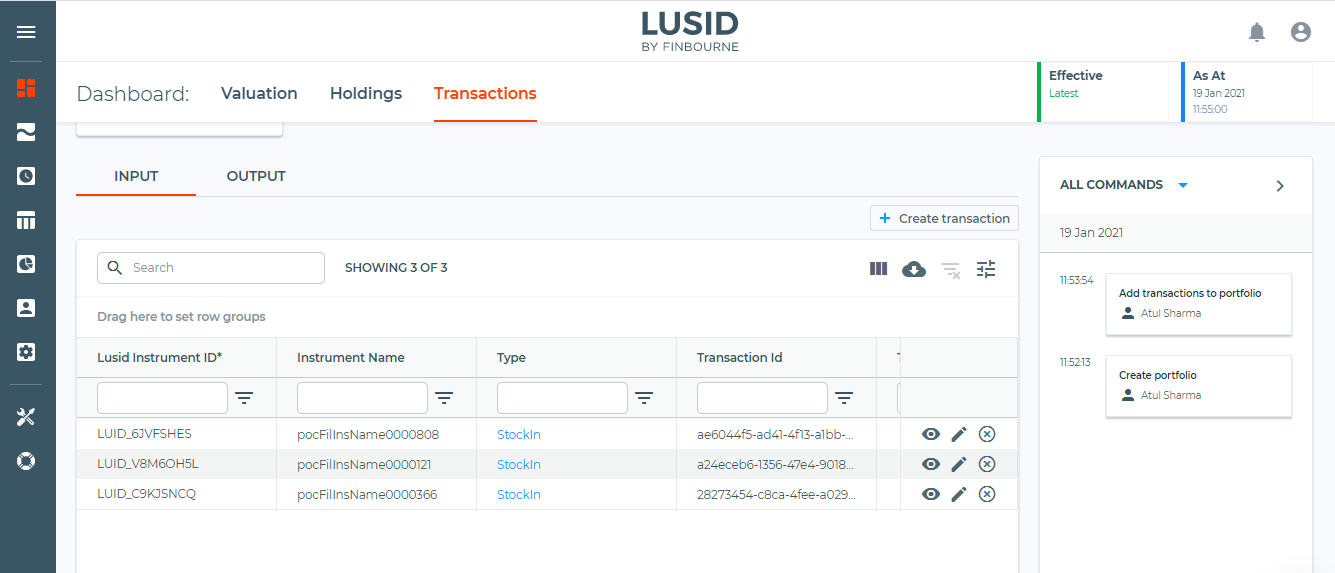 LUSID
BY FINBOURNE
Dashboard: Valuation Holdings Transactions
Effective
Latest
As At
19 Jan 2021
11:55:00
INPUT OUTPUT
Create transaction
Search
SHOWING 3 OF 3
Drag here to set row groups
Lusid Instrument ID* Instrument Name Type Transaction Id
LUID_6JVFSHES pocFilInsName0000808 StockIn ae6044f5-ad41-4f13-a1bb-...
LUID_V8M6OH5L pocFilInsName0000121 StockIn a24eceb6-1356-47e4-9018...
LUID_C9KJSNCQ pocFilInsName0000366 StockIn 28273454-c8ca-4fee-a029...
ALL COMMANDS
19 Jan 2021
11:53:54
Add transactions to portfolio
Atul Sharma
11:52:13
Create portfolio
Atul Sharma